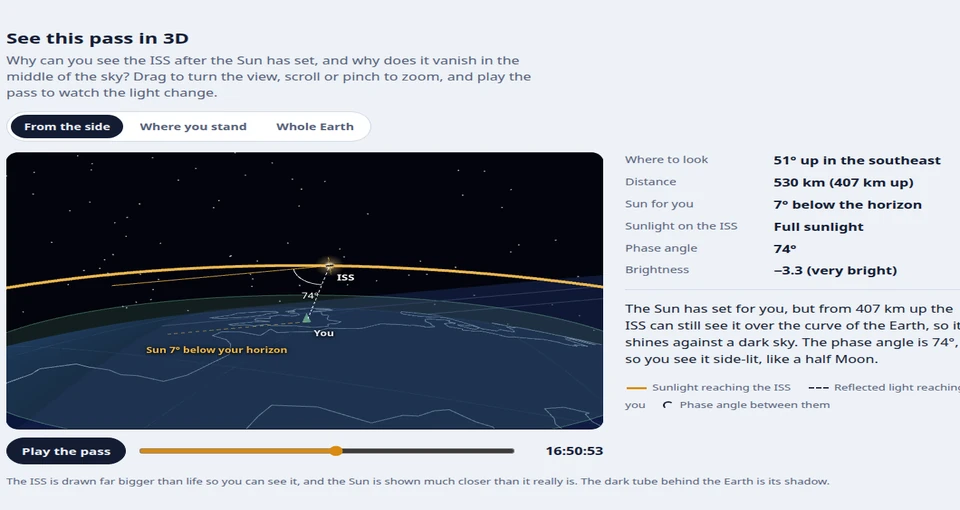 See this pass in 3D
Why can you see the ISS after the Sun has set, and why does it vanish in the
middle of the sky? Drag to turn the view, scroll or pinch to zoom, and play the
pass to watch the light change.
From the side
Where you stand
Whole Earth
ISS
74°
You
Sun 7° below your horizon
Play the pass
16:50:53
Where to look 51° up in the southeast
Distance 530 km (407 km up)
Sun for you 7° below the horizon
Sunlight on the ISS Full sunlight
Phase angle 74°
Brightness −3.3 (very bright)
The Sun has set for you, but from 407 km up the
ISS can still see it over the curve of the Earth, so it
shines against a dark sky. The phase angle is 74°,
so you see it side-lit, like a half Moon.
Sunlight reaching the ISS Reflected light reaching
you Phase angle between them
The ISS is drawn far bigger than life so you can see it, and the Sun is shown much closer than it really is. The dark tube behind the Earth is its shadow.